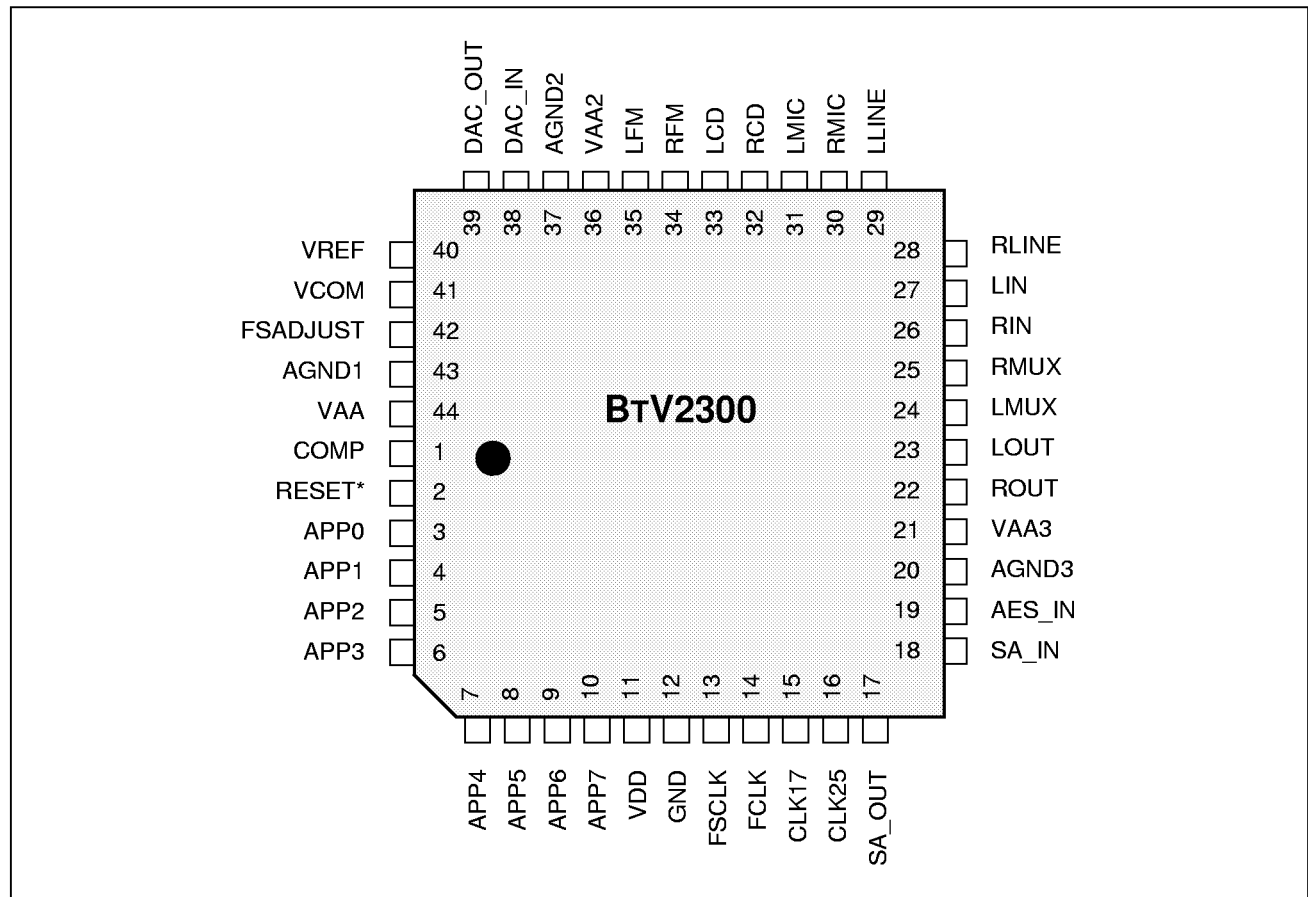 DAC_OUT
DAC_IN
AGND2
VAA2
LFM
RFM
LCD
RCD
LMIC
RMIC
LLINE
39
38
37
36
35
34
33
32
31
30
29
VREF 40
VCOM 41
FSADJUST 42
AGND1 43
VAA 44
COMP 1
RESET* 2
APP0 3
APP1 4
APP2 5
APP3 6
BTV2300
28 RLINE
27 LIN
26 RIN
25 RMUX
24 LMUX
23 LOUT
22 ROUT
21 VAA3
20 AGND3
19 AES_IN
18 SA_IN
7
8
9
10
11
12
13
14
15
16
17
APP4
APP5
APP6
APP7
VDD
GND
FSCLK
FCLK
CLK17
CLK25
SA_OUT